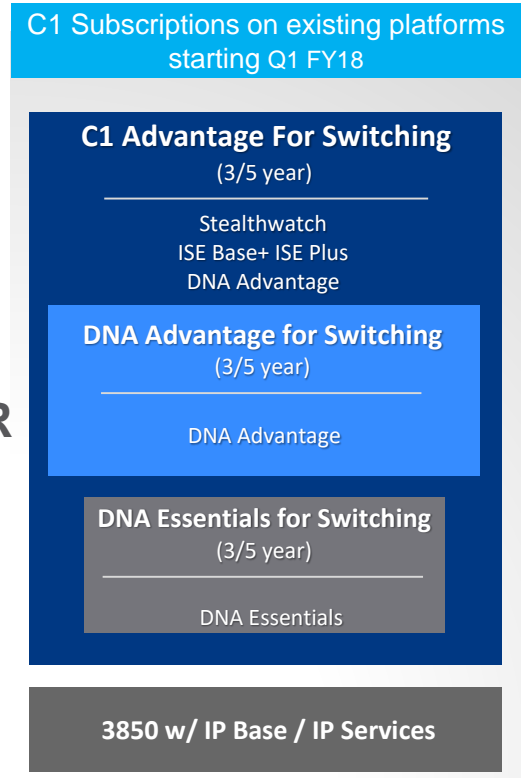 C1 Subscriptions on existing platforms
starting Q1 FY18
C1 Advantage For Switching
(3/5 year)
Stealthwatch
ISE Base+ ISE Plus
DNA Advantage
DNA Advantage for Switching
(3/5 year)
R
DNA Advantage
DNA Essentials for Switching
(3/5 year)
DNA Essentials
3850 w/ IP Base / IP Services